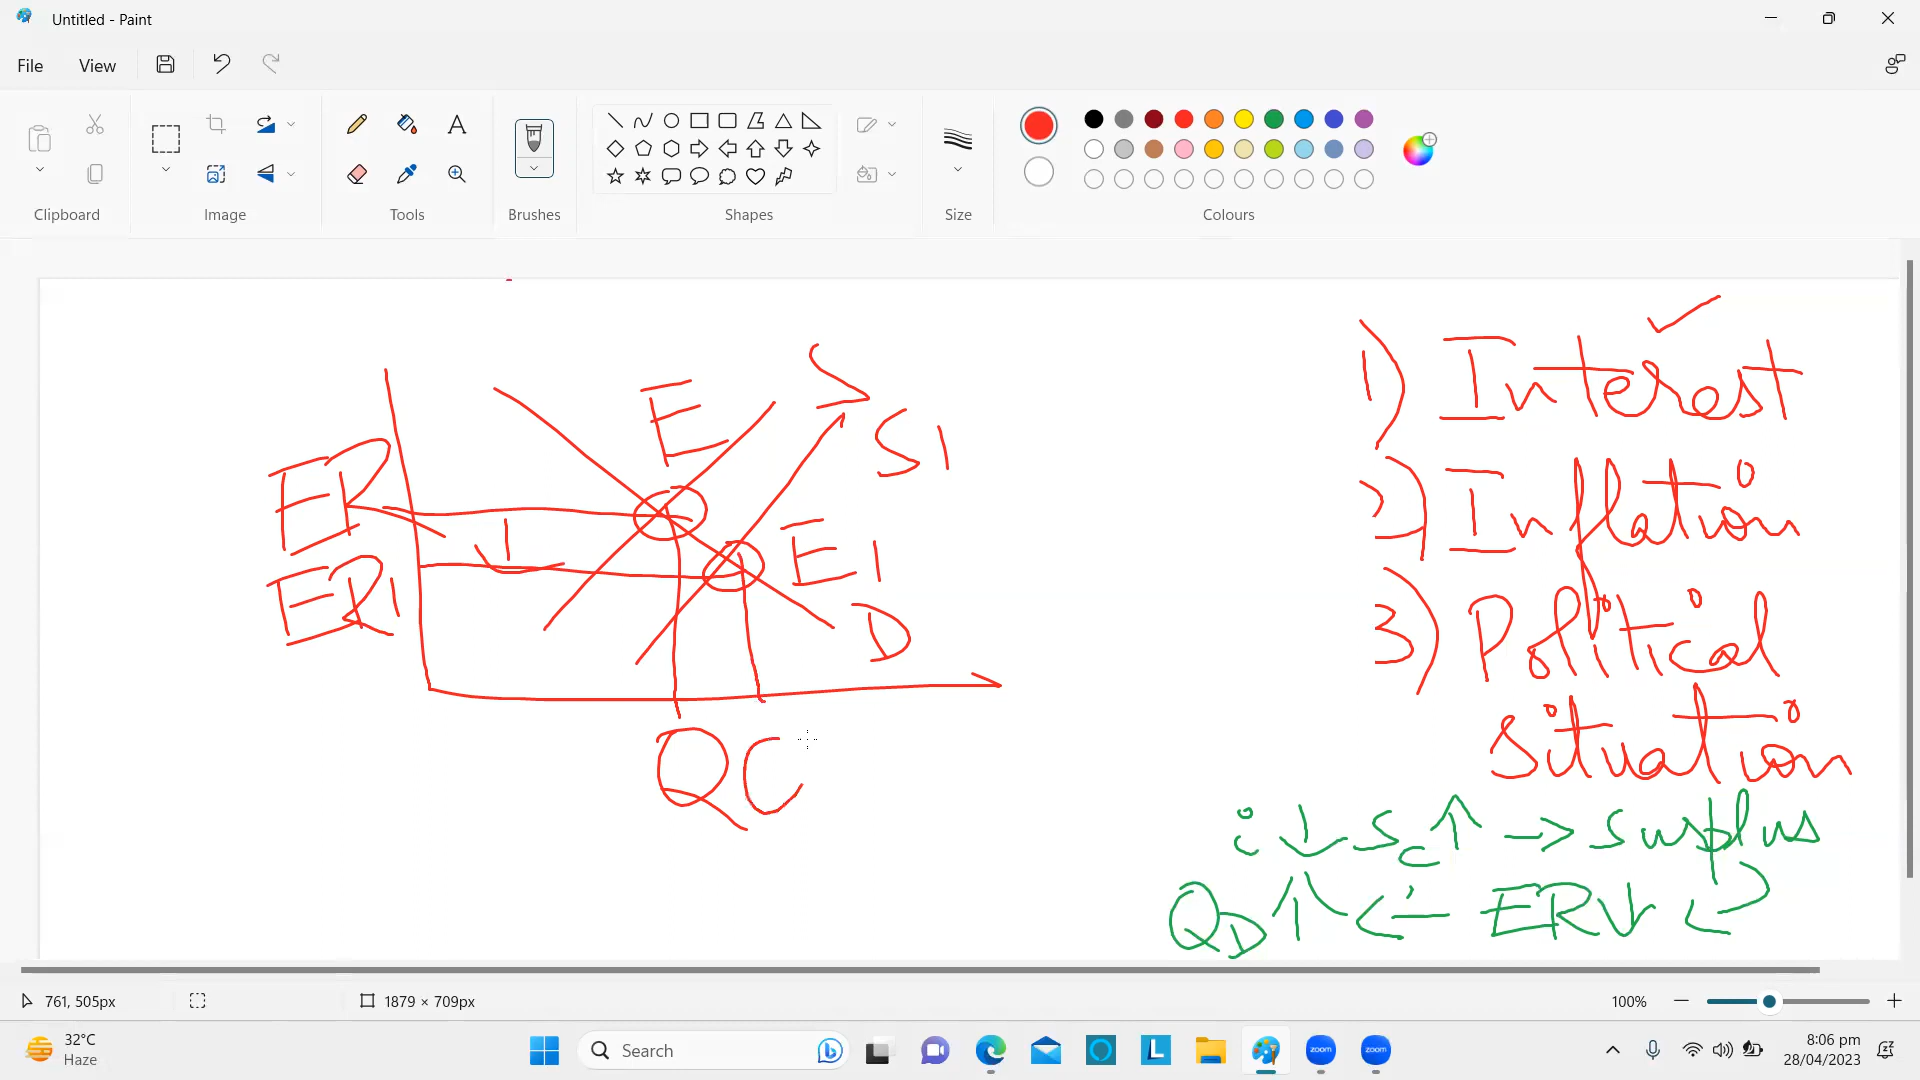 Untitled - Paint
File View
Clipboard Image Tools Brushes Shapes Size Colours
1) Interest
2) Inflation
3) Political
situation
E S
S1
ER
E1
ER1
D
QC
i ↓ Sc ↑ → surplus
QD ↑ ← ER ↓
761, 505px
1879 × 709px
100%
32°C
Haze
Search
zoom zoom
8:06 pm
28/04/2023